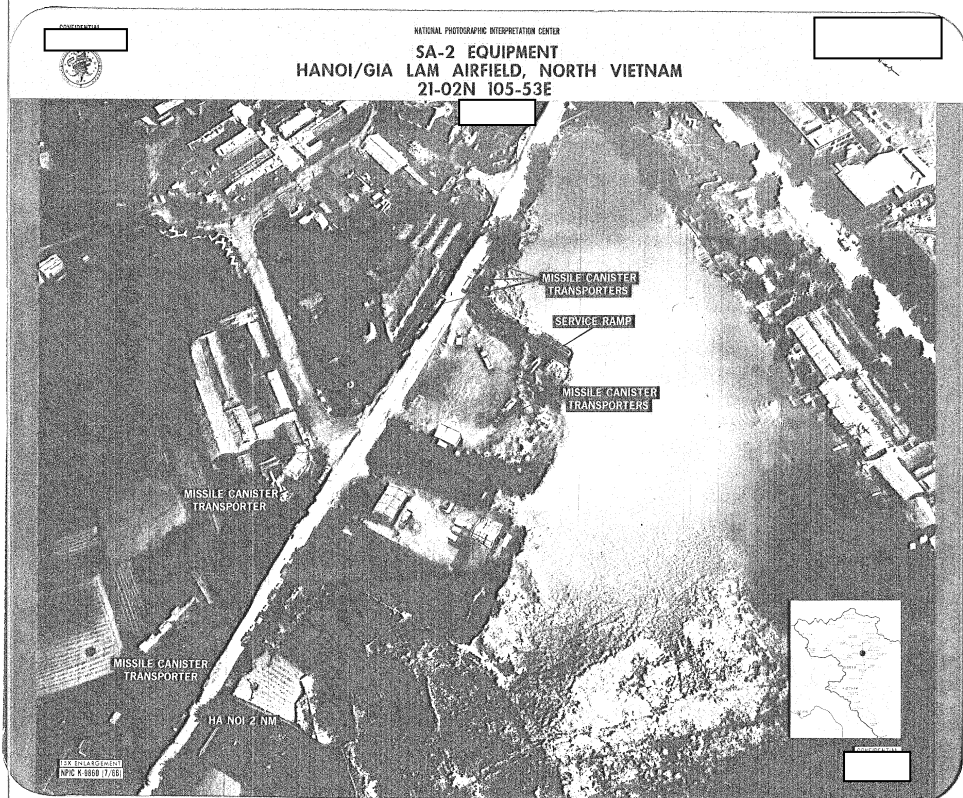 CONFIDENTIAL
NATIONAL PHOTOGRAPHIC INTERPRETATION CENTER
SA-2 EQUIPMENT
HANOI/GIA LAM AIRFIELD, NORTH VIETNAM
21-02N 105-53E
MISSILE CANISTER
TRANSPORTERS
SERVICE RAMP
MISSILE CANISTER
TRANSPORTERS
MISSILE CANISTER
TRANSPORTER
MISSILE CANISTER
TRANSPORTER
HA NOI 2 NM
13X ENLARGEMENT
NPIC K-9860 (7/66)
CONFIDENTIAL